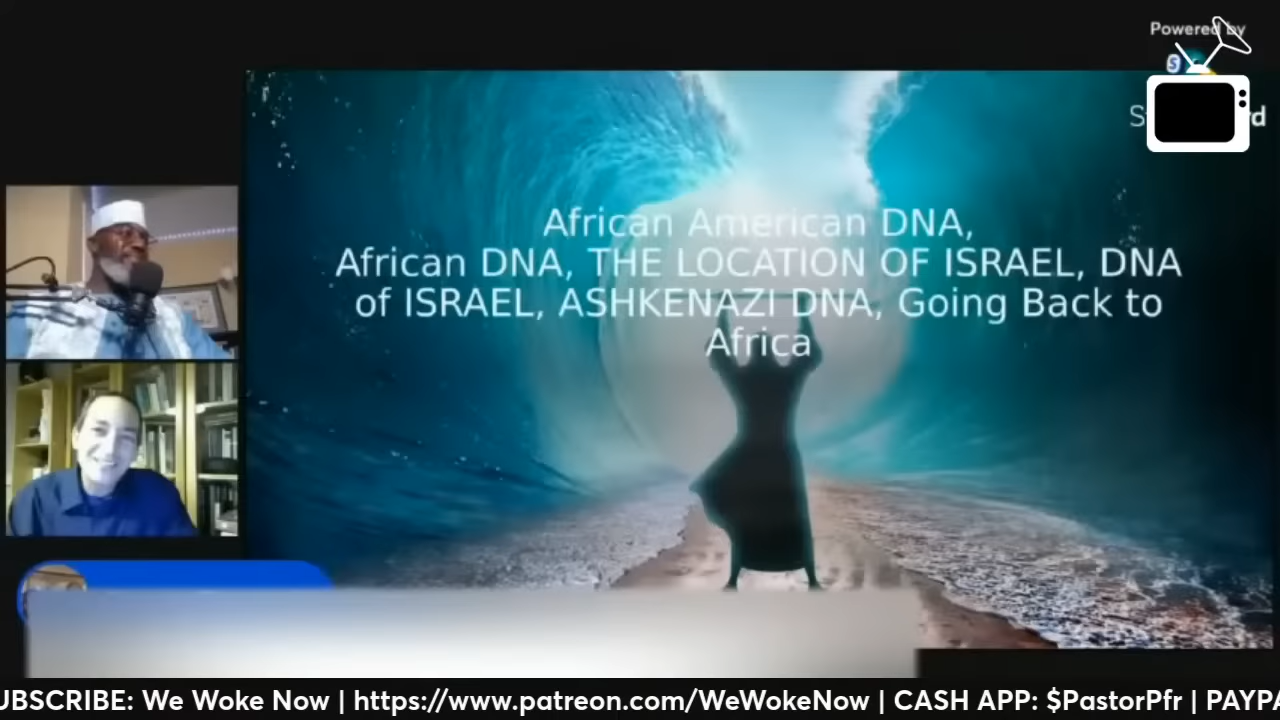 Powered by
African American DNA,
African DNA, THE LOCATION OF ISRAEL, DNA
of ISRAEL, ASHKENAZI DNA, Going Back to
Africa
UBSCRIBE: We Woke Now | https://www.patreon.com/WeWokeNow | CASH APP: $PastorPfr | PAYPA